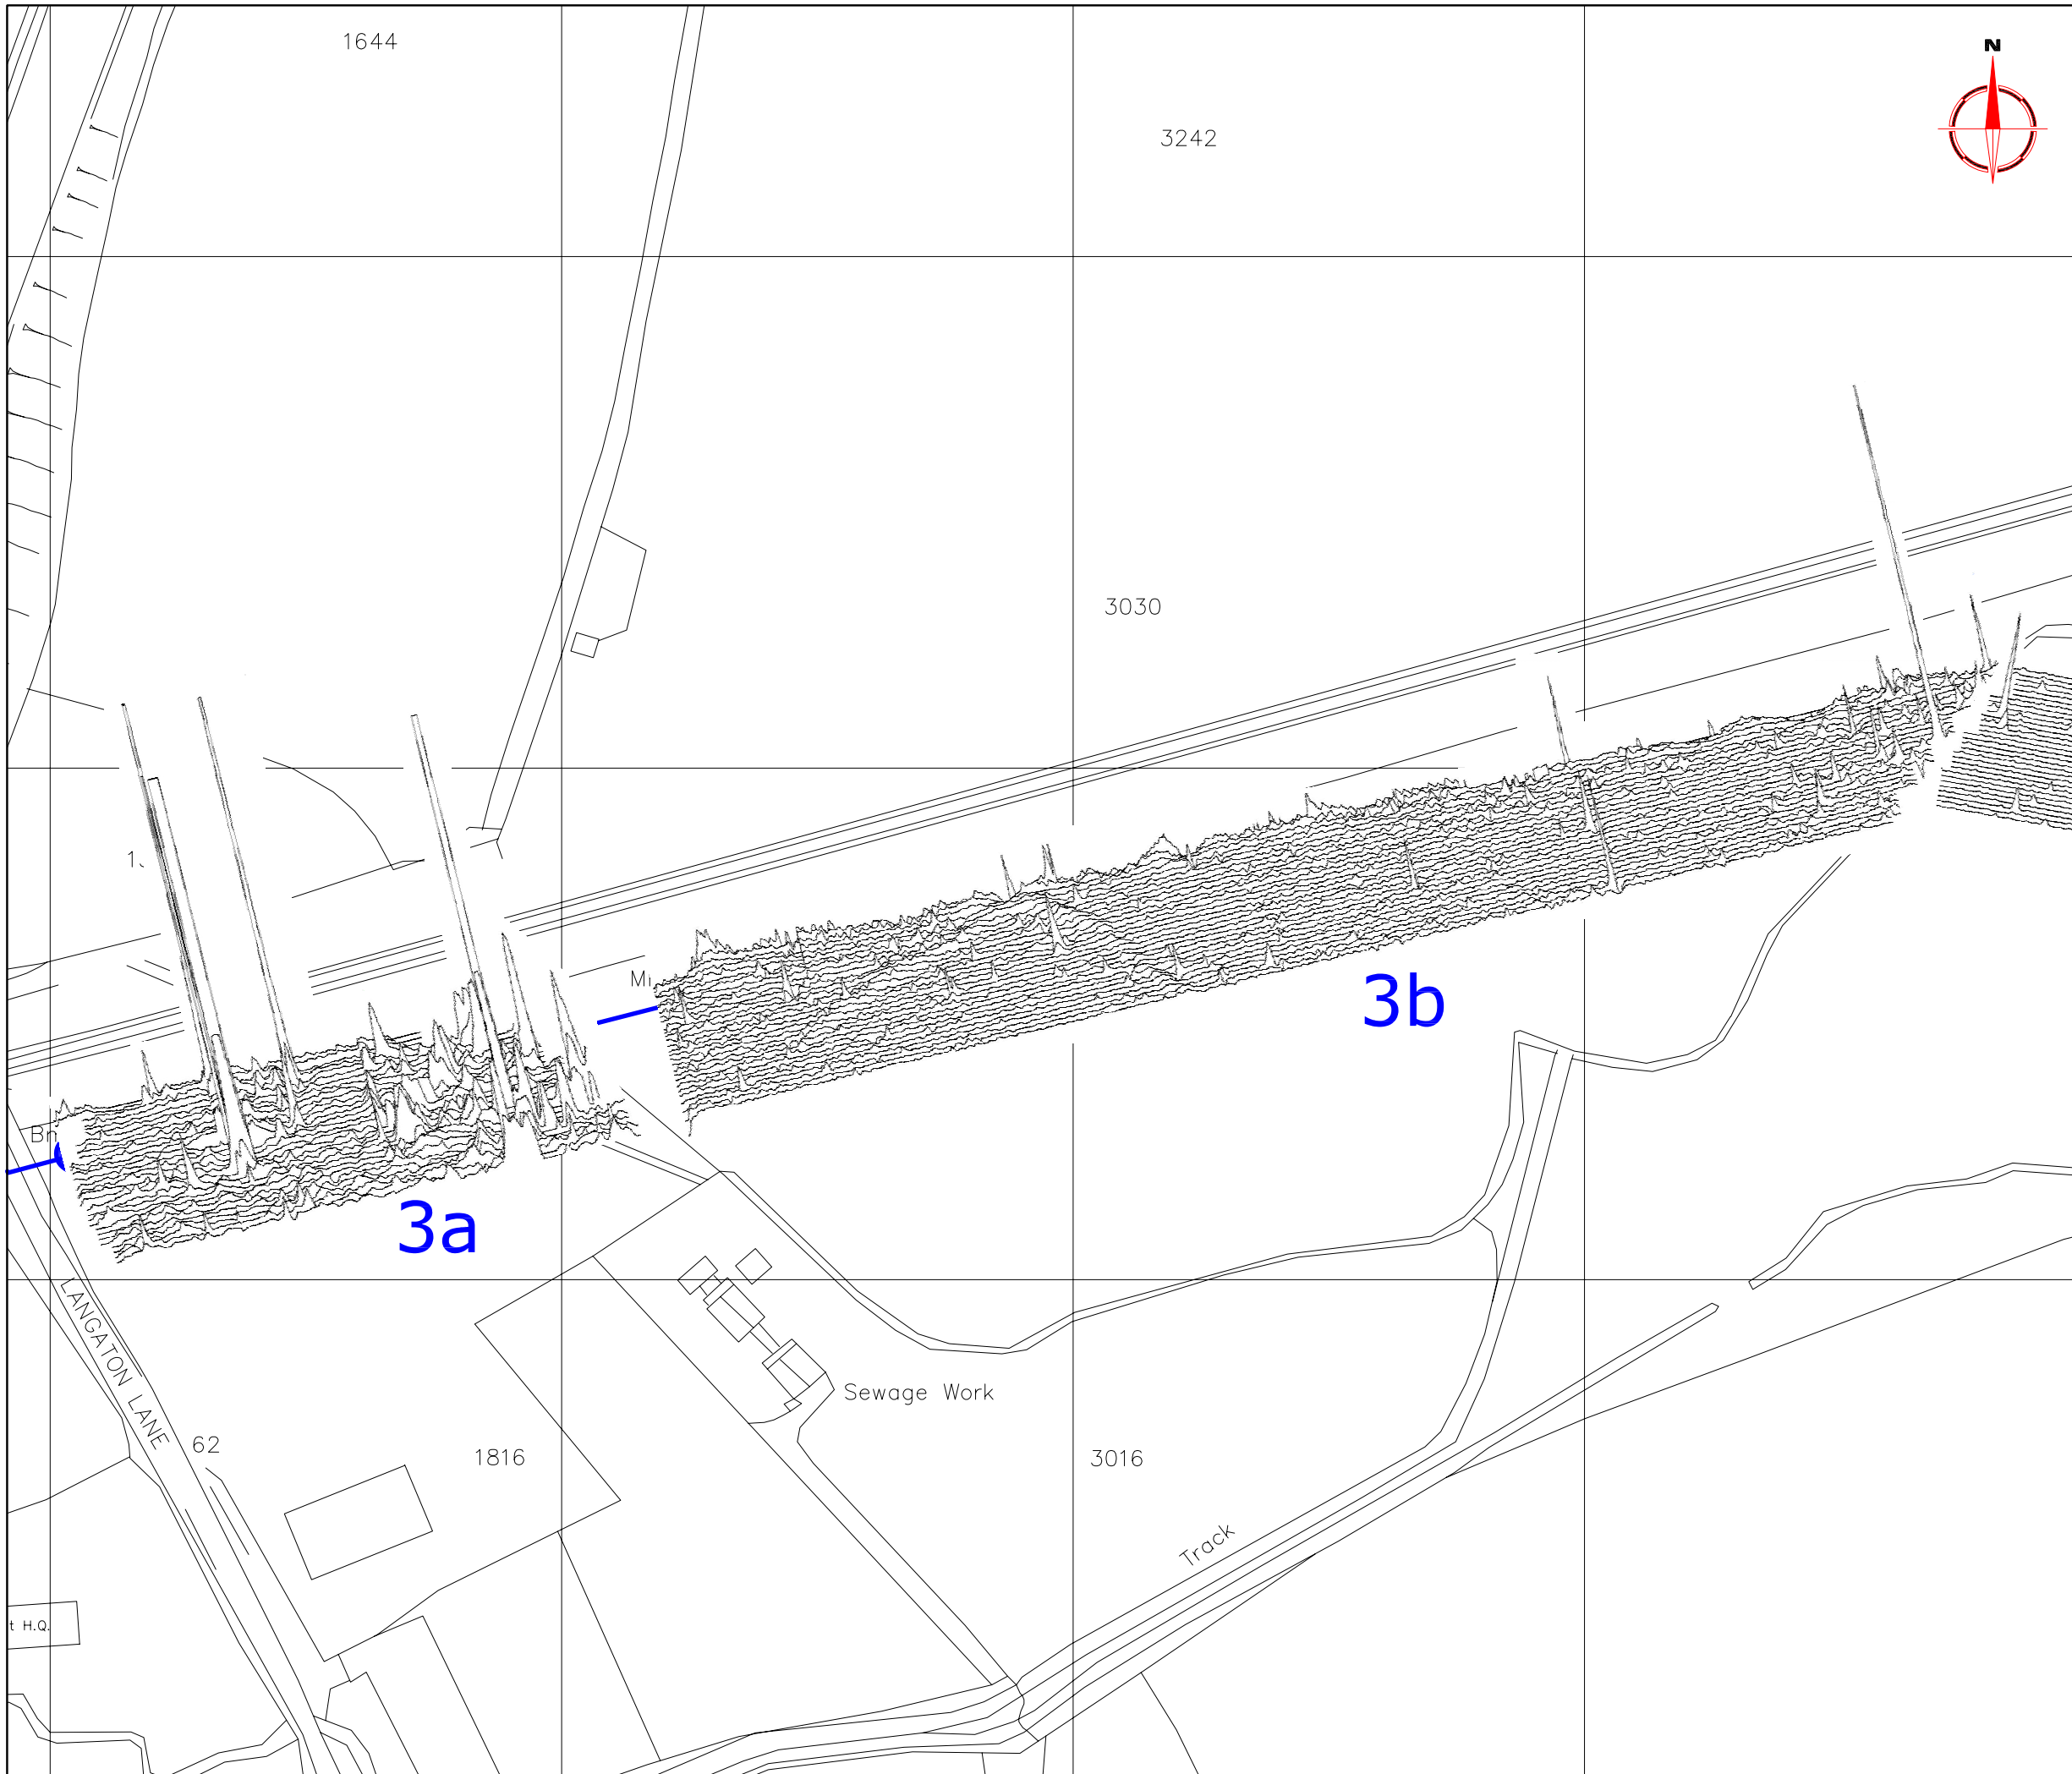 1644
N
3242
3030
3b
3a
LANGATON LANE
Sewage Work
62
1816
3016
Track
t H.Q.